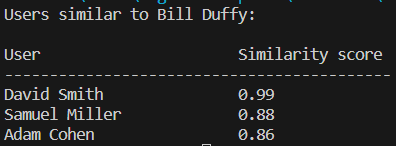 Users similar to Bill Duffy:
User Similarity score
-----------------------------------------
David Smith 0.99
Samuel Miller 0.88
Adam Cohen 0.86